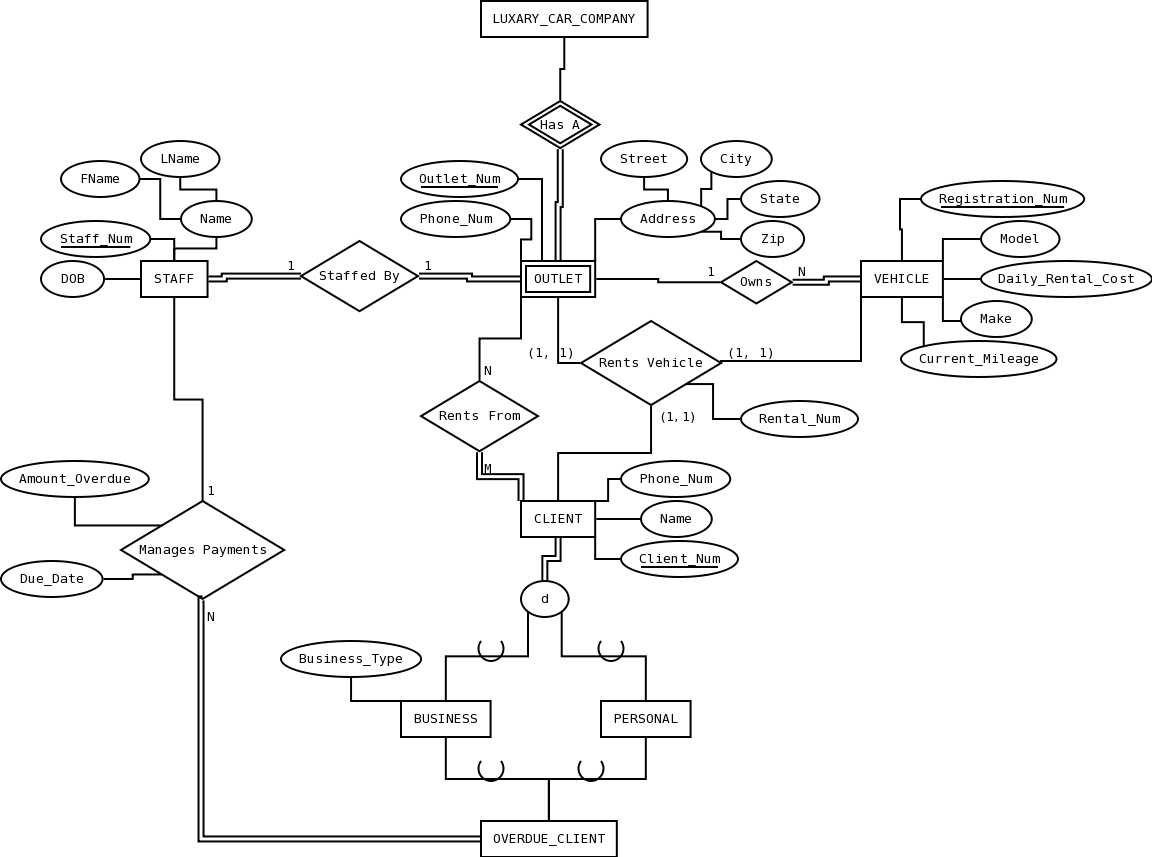 LUXARY_CAR_COMPANY
Has A
LName
Street
City
FName
Outlet_Num
State
Registration_Num
Name
Phone_Num
Address
Staff_Num
Zip
Model
1
Staffed By
1
1
N
DOB
STAFF
OUTLET
Owns
VEHICLE
Daily_Rental_Cost
Make
(1, 1)
Rents Vehicle
(1, 1)
Current_Mileage
N
Rents From
(1, 1)
Rental_Num
M
Amount_Overdue
Phone_Num
1
CLIENT
Name
Manages Payments
Client_Num
Due_Date
d
N
Business_Type
BUSINESS
PERSONAL
OVERDUE_CLIENT